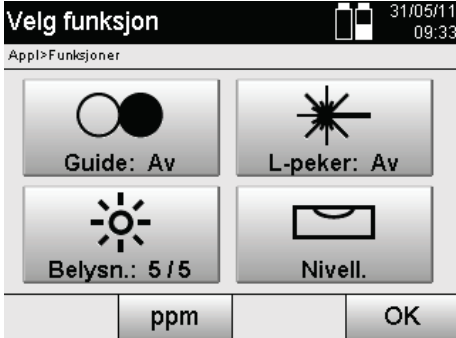 Velg funksjon
31/05/11
09:33
Appl>Funksjoner
Guide: Av
L-peker: Av
Belysn.: 5/5
Nivell.
ppm
OK